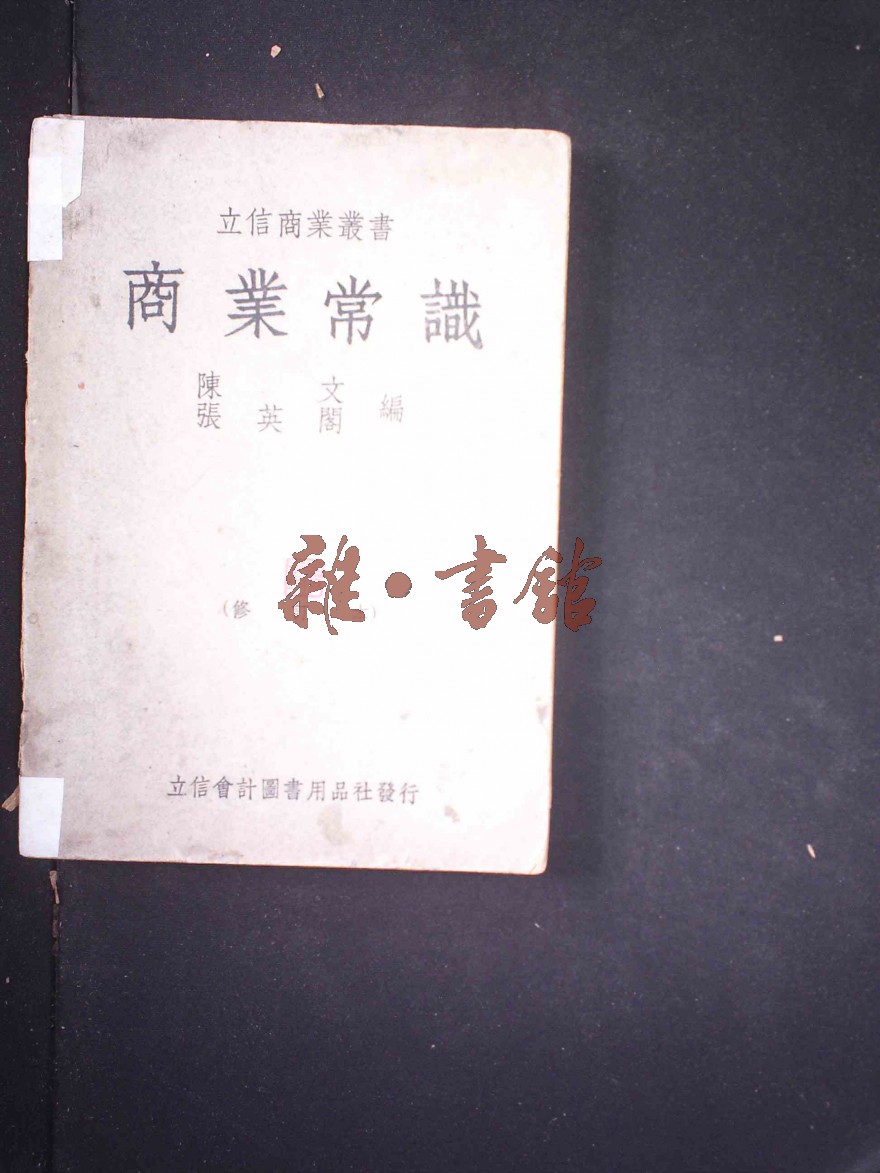 立信商業叢書
商業常識
陳文
張英閣 編
雜·書館
(修
立信會計圖書用品社發行